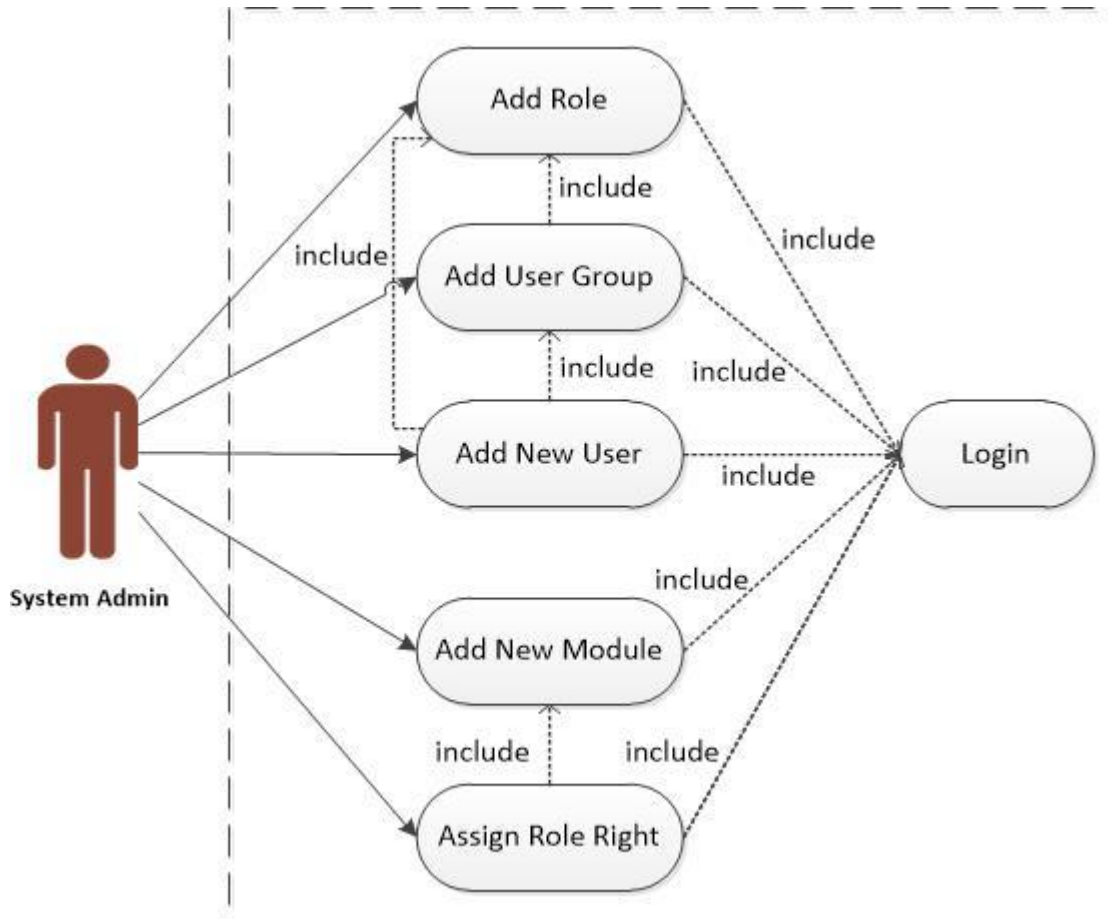 Add Role
include
include
include
Add User Group
include
include
Add New User
include
Login
System Admin
include
Add New Module
include
include
Assign Role Right